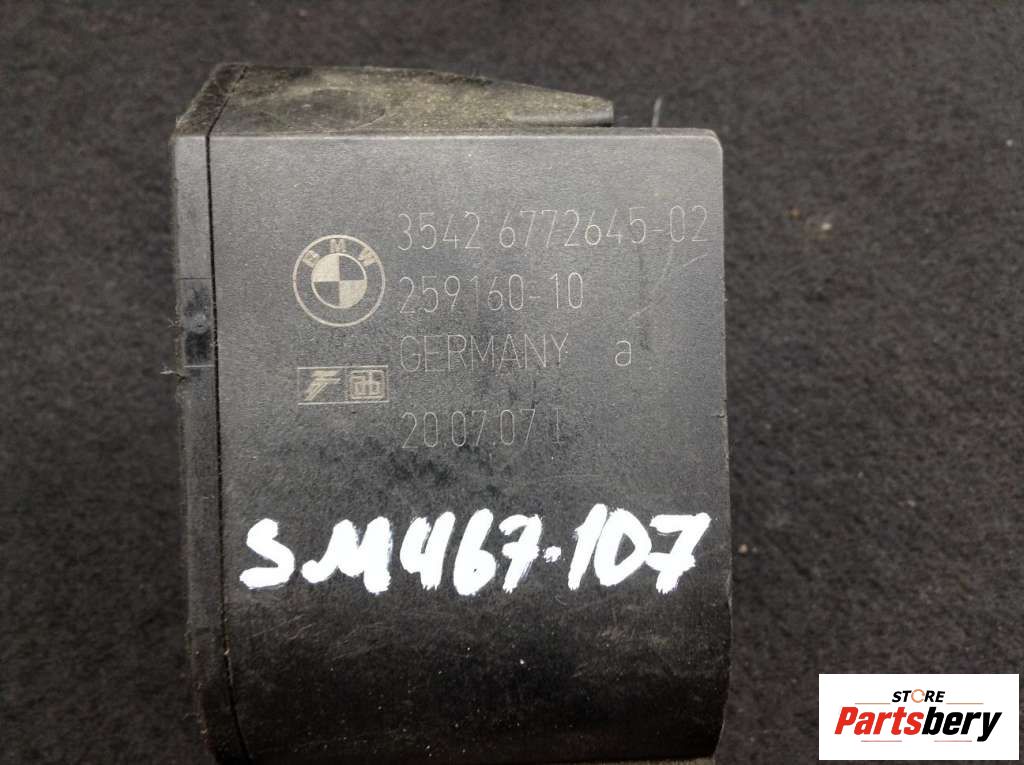 3542 6772645-02
BMW
259160-10
GERMANY a
20.07.07 I
SM467-107
STORE
Partsbery